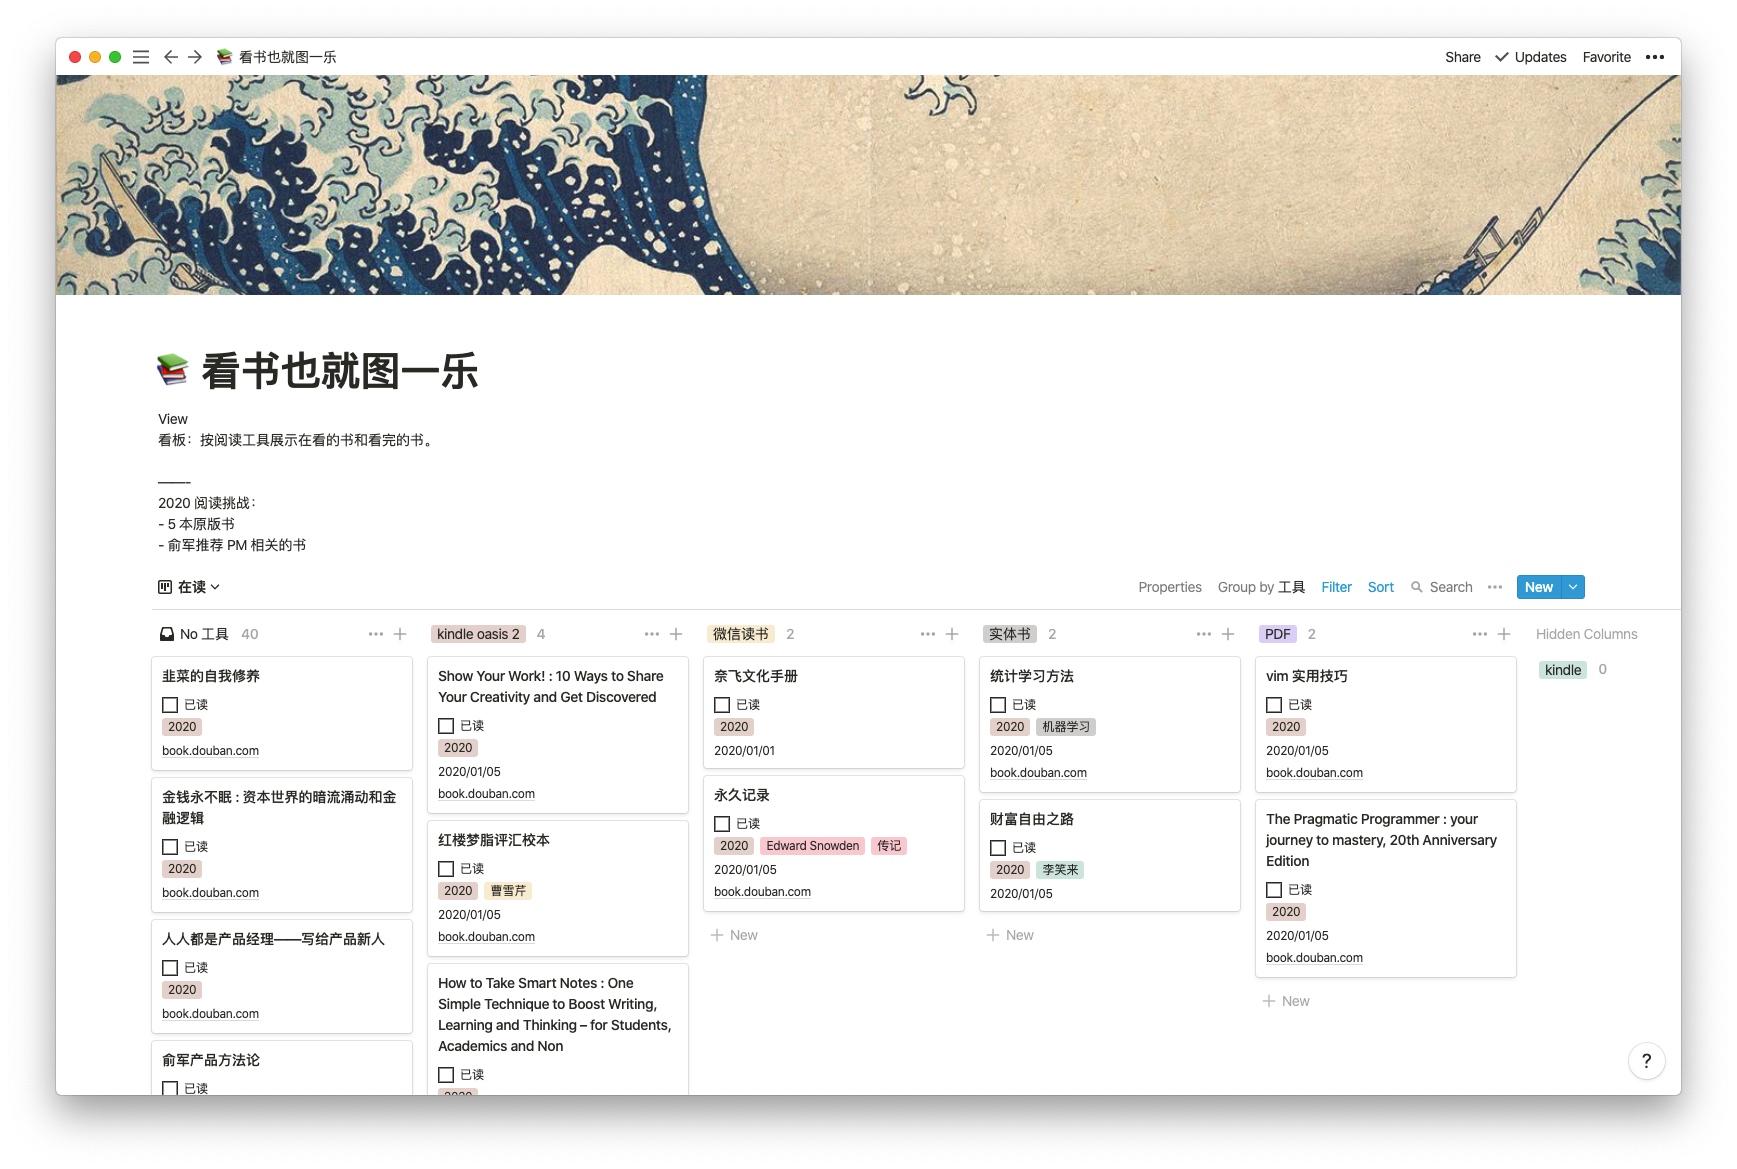 看书也就图一乐
Share
Updates
Favorite
看书也就图一乐
View
看板：按阅读工具展示在看的书和看完的书。
———-
2020 阅读挑战：
- 5 本原版书
- 俞军推荐 PM 相关的书
在读
Properties
Group by 工具
Filter
Sort
Search
New
No 工具 40
韭菜的自我修养
已读
2020
book.douban.com
金钱永不眠 : 资本世界的暗流涌动和金
融逻辑
已读
2020
book.douban.com
人人都是产品经理——写给产品新人
已读
2020
book.douban.com
俞军产品方法论
已读
kindle oasis 2 4
Show Your Work! : 10 Ways to Share
Your Creativity and Get Discovered
已读
2020
2020/01/05
book.douban.com
红楼梦脂评汇校本
已读
2020 曹雪芹
2020/01/05
book.douban.com
How to Take Smart Notes : One
Simple Technique to Boost Writing,
Learning and Thinking – for Students,
Academics and Non
已读
2020
微信读书 2
奈飞文化手册
已读
2020
2020/01/01
永久记录
已读
2020 Edward Snowden 传记
2020/01/05
book.douban.com
New
实体书 2
统计学习方法
已读
2020 机器学习
2020/01/05
book.douban.com
财富自由之路
已读
2020 李笑来
2020/01/05
New
PDF 2
vim 实用技巧
已读
2020
2020/01/05
book.douban.com
The Pragmatic Programmer : your
journey to mastery, 20th Anniversary
Edition
已读
2020
2020/01/05
book.douban.com
New
Hidden Columns
kindle 0
?